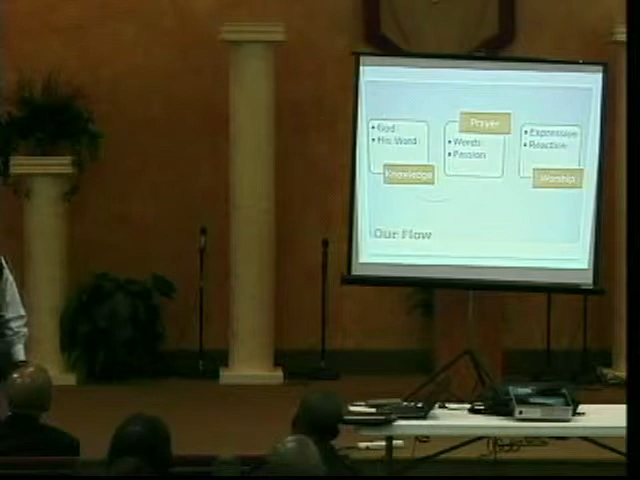 • God
• His Word
Knowledge
Prayer
• Words
• Passion
• Expression
• Reaction
Worship
Our Flow